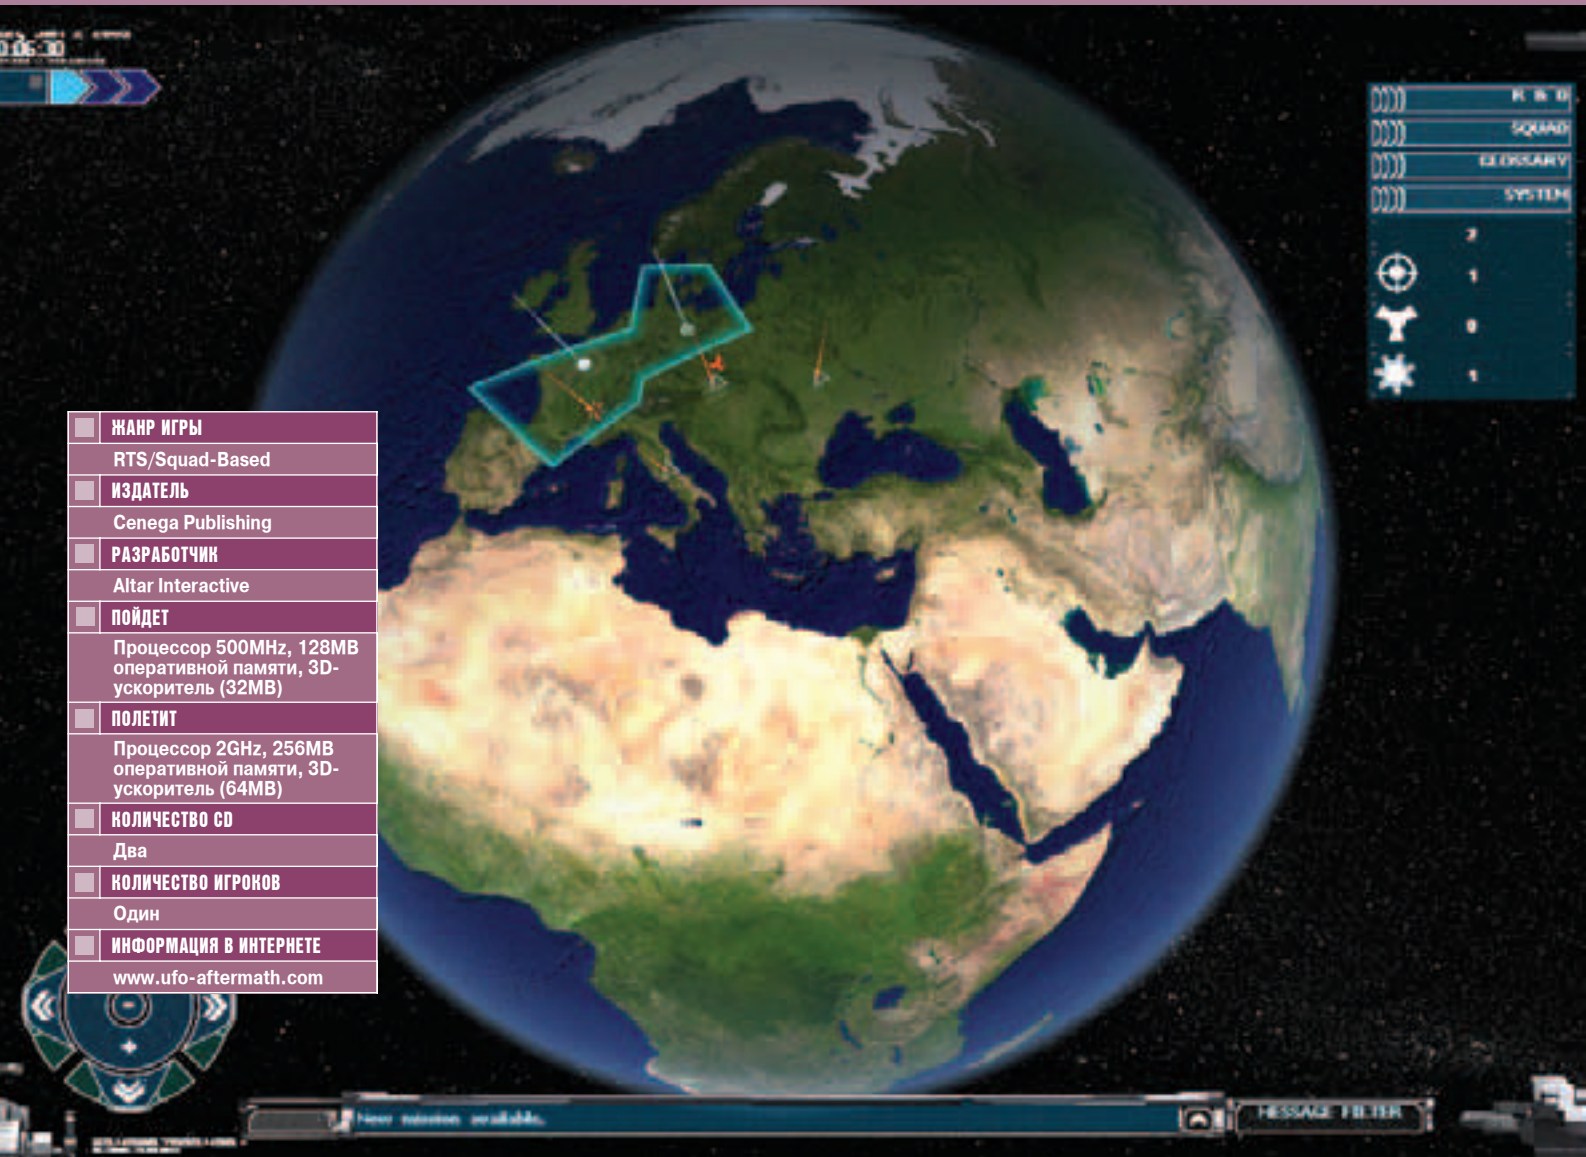 0:06:30
R & D
SQUAD
GLOSSARY
SYSTEM
2
1
0
1
ЖАНР ИГРЫ
RTS/Squad-Based
ИЗДАТЕЛЬ
Cenega Publishing
РАЗРАБОТЧИК
Altar Interactive
ПОЙДЕТ
Процессор 500MHz, 128MB
оперативной памяти, 3D-
ускоритель (32MB)
ПОЛЕТИТ
Процессор 2GHz, 256MB
оперативной памяти, 3D-
ускоритель (64MB)
КОЛИЧЕСТВО CD
Два
КОЛИЧЕСТВО ИГРОКОВ
Один
ИНФОРМАЦИЯ В ИНТЕРНЕТЕ
www.ufo-aftermath.com
New mission available.
MESSAGE FILTER